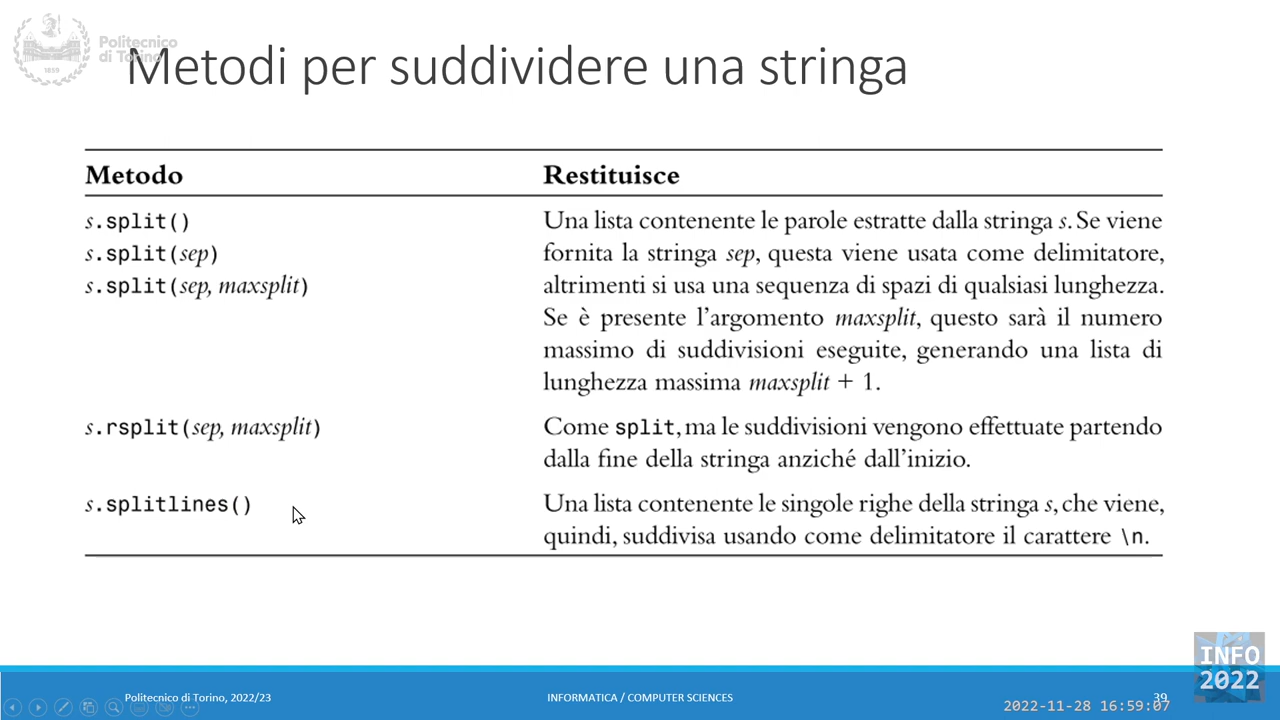 Politecnico
di Torino
1859
Metodi per suddividere una stringa
Metodo Restituisce
s.split() Una lista contenente le parole estratte dalla stringa s. Se viene
s.split(sep) fornita la stringa sep, questa viene usata come delimitatore,
s.split(sep, maxsplit) altrimenti si usa una sequenza di spazi di qualsiasi lunghezza.
Se è presente l'argomento maxsplit, questo sarà il numero
massimo di suddivisioni eseguite, generando una lista di
lunghezza massima maxsplit + 1.
s.rsplit(sep, maxsplit) Come split, ma le suddivisioni vengono effettuate partendo
dalla fine della stringa anziché dall'inizio.
s.splitlines() Una lista contenente le singole righe della stringa s, che viene,
quindi, suddivisa usando come delimitatore il carattere \n.
INFO
2022
Politecnico di Torino, 2022/23 INFORMATICA / COMPUTER SCIENCES 39
2022-11-28 16:59:07